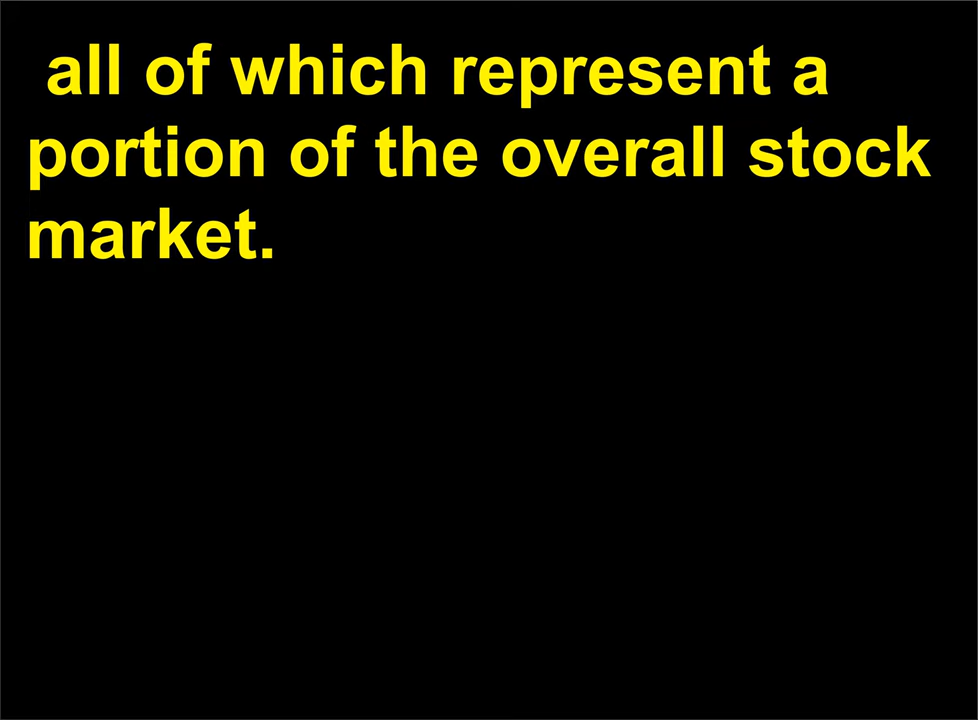 all of which represent a
portion of the overall stock
market.